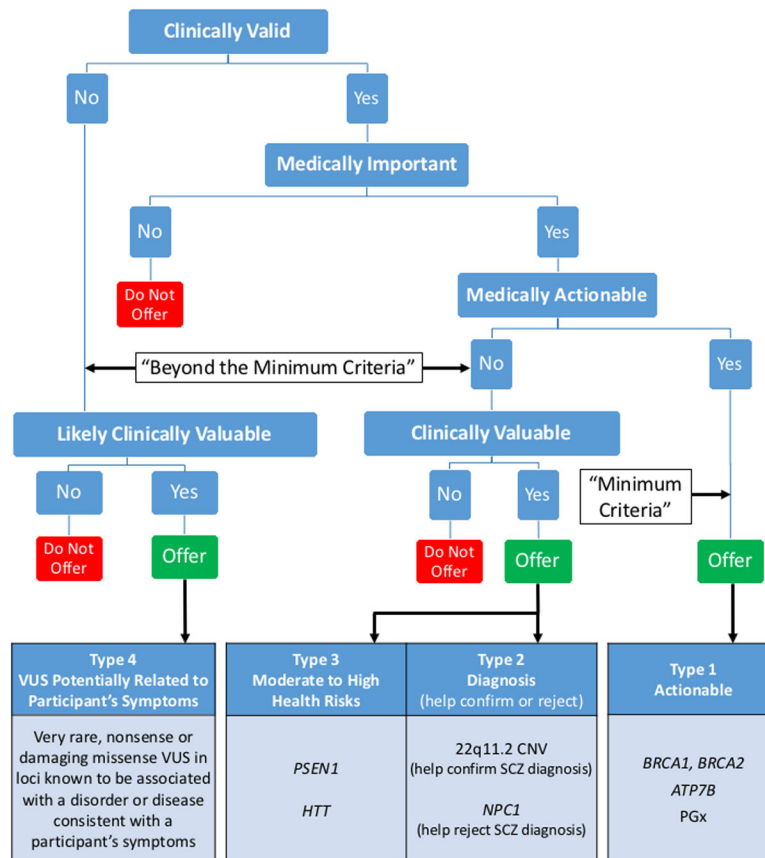 Clinically Valid
No
Yes
Medically Important
No
Yes
Do Not
Offer
Medically Actionable
“Beyond the Minimum Criteria”
No
Yes
Likely Clinically Valuable
Clinically Valuable
No
Yes
No
Yes
“Minimum
Criteria”
Do Not
Offer
Offer
Do Not
Offer
Offer
Offer
Type 4
VUS Potentially Related to
Participant’s Symptoms
Very rare, nonsense or
damaging missense VUS in
loci known to be associated
with a disorder or disease
consistent with a
participant’s symptoms
Type 3
Moderate to High
Health Risks
PSEN1
HTT
Type 2
Diagnosis
(help confirm or reject)
22q11.2 CNV
(help confirm SCZ diagnosis)
NPC1
(help reject SCZ diagnosis)
Type 1
Actionable
BRCA1, BRCA2
ATP7B
PGx